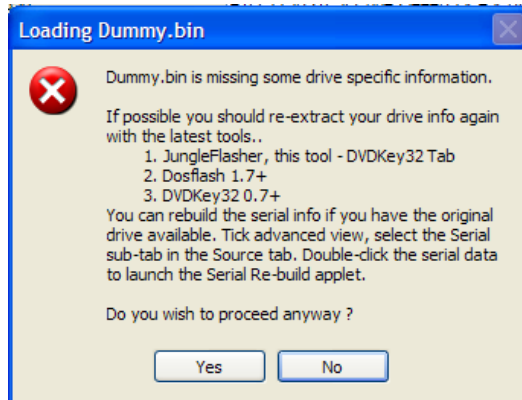 Loading Dummy.bin
Dummy.bin is missing some drive specific information.
If possible you should re-extract your drive info again
with the latest tools..
1. JungleFlasher, this tool - DVDKey32 Tab
2. Dosflash 1.7+
3. DVDKey32 0.7+
You can rebuild the serial info if you have the original
drive available. Tick advanced view, select the Serial
sub-tab in the Source tab. Double-click the serial data
to launch the Serial Re-build applet.
Do you wish to proceed anyway ?
Yes
No